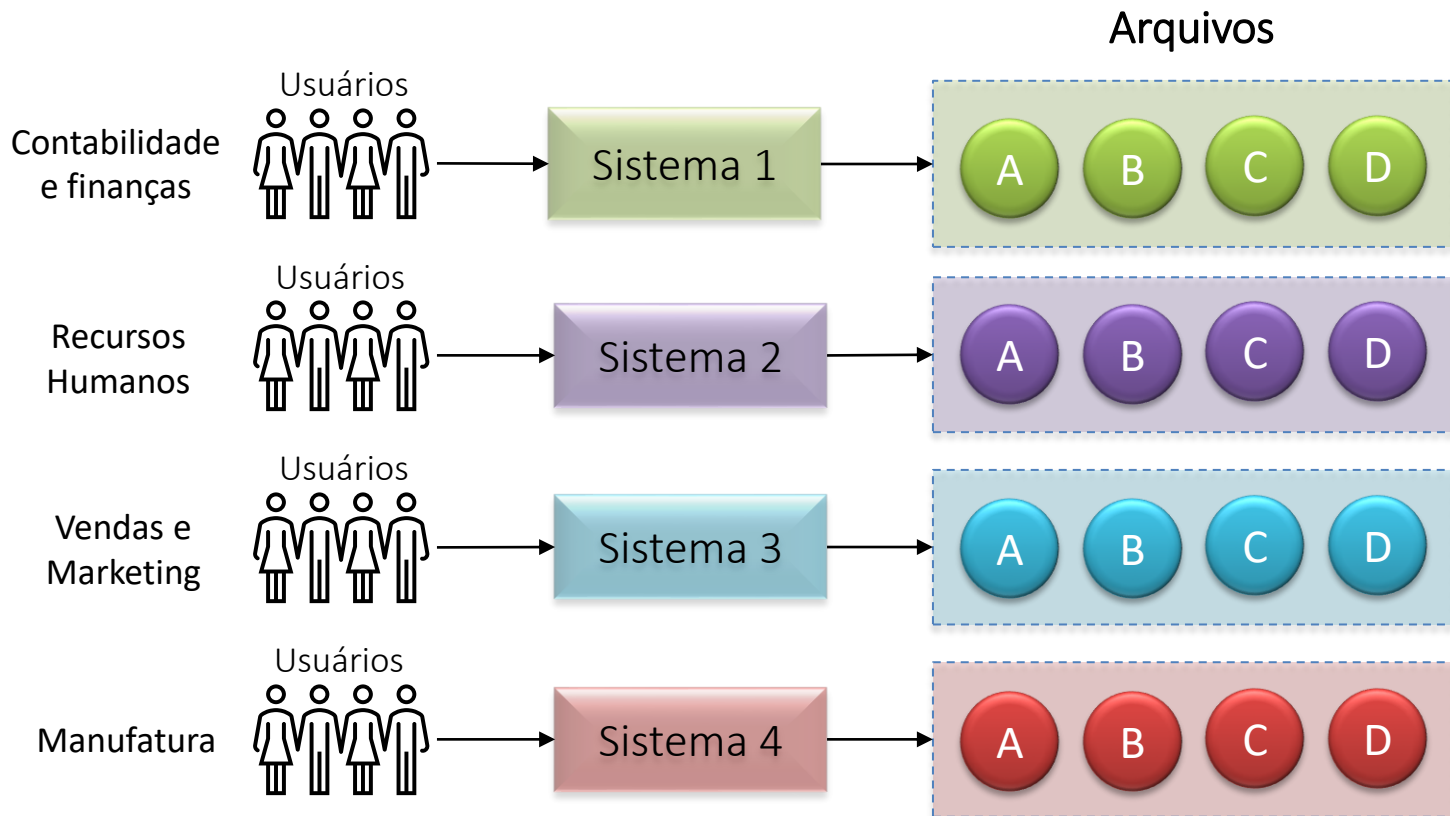 Arquivos
Usuários
Contabilidade
e finanças
Sistema 1
A B C D
Usuários
Recursos
Humanos
Sistema 2
A B C D
Usuários
Vendas e
Marketing
Sistema 3
A B C D
Usuários
Manufatura
Sistema 4
A B C D